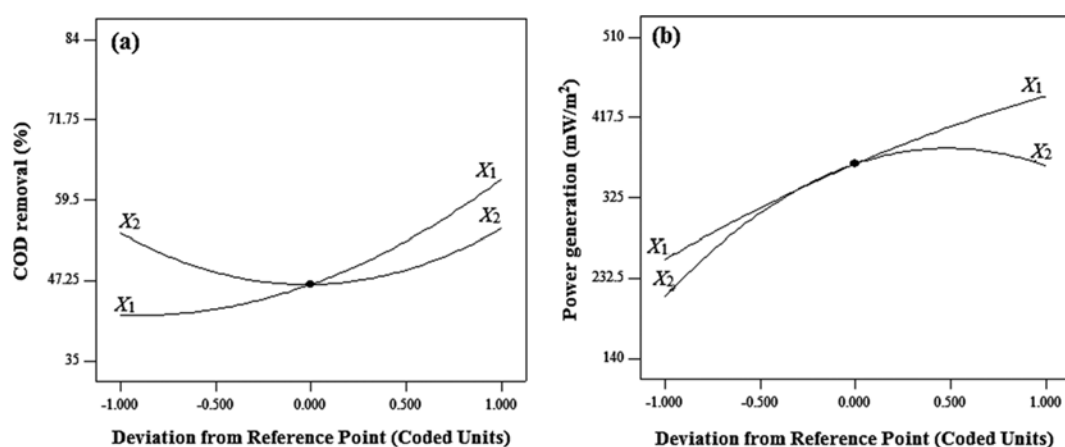 (a)
COD removal (%)
84
71.75
59.5
47.25
35
X2
X1
X1
X2
-1.000
-0.500
0.000
0.500
1.000
Deviation from Reference Point (Coded Units)
(b)
Power generation (mW/m²)
510
417.5
325
232.5
140
X1
X2
X1
X2
-1.000
-0.500
0.000
0.500
1.000
Deviation from Reference Point (Coded Units)